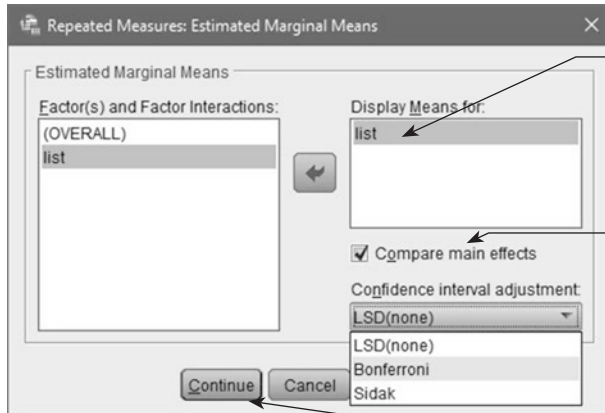 Repeated Measures: Estimated Marginal Means
Estimated Marginal Means
Factor(s) and Factor Interactions:
(OVERALL)
list
Display Means for:
list
Compare main effects
Confidence interval adjustment:
LSD(none)
LSD(none)
Bonferroni
Sidak
Continue
Cancel